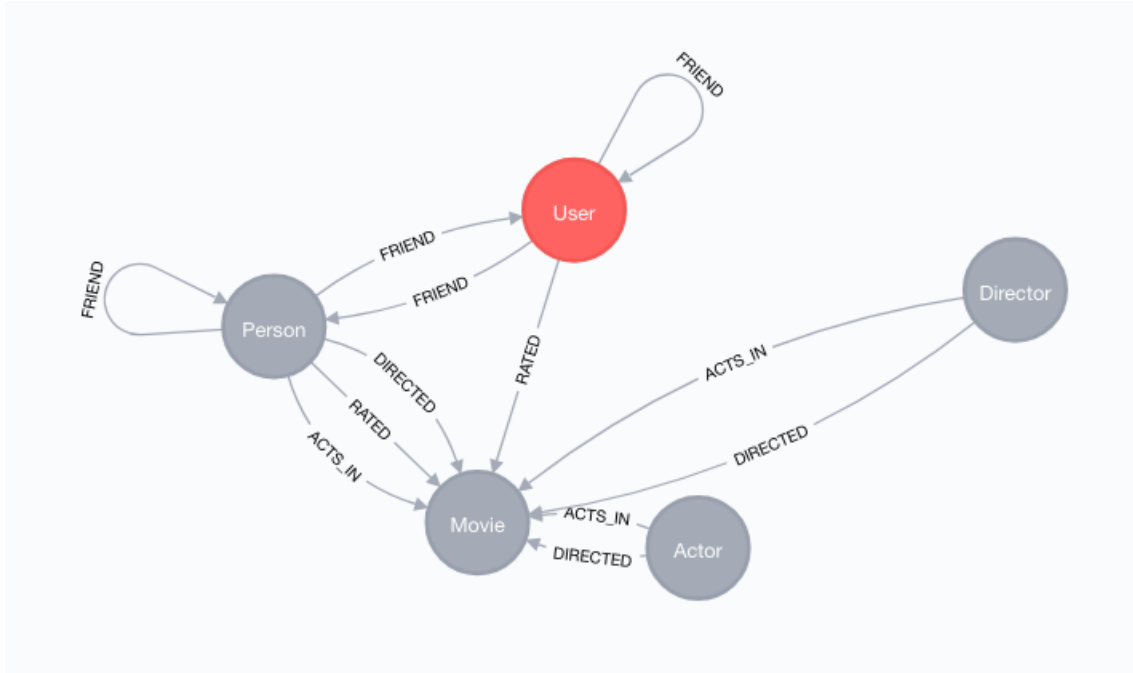 FRIEND
User
FRIEND
FRIEND
FRIEND
Person
Director
DIRECTED
RATED
ACTS_IN
RATED
ACTS_IN
DIRECTED
Movie
ACTS_IN
DIRECTED
Actor